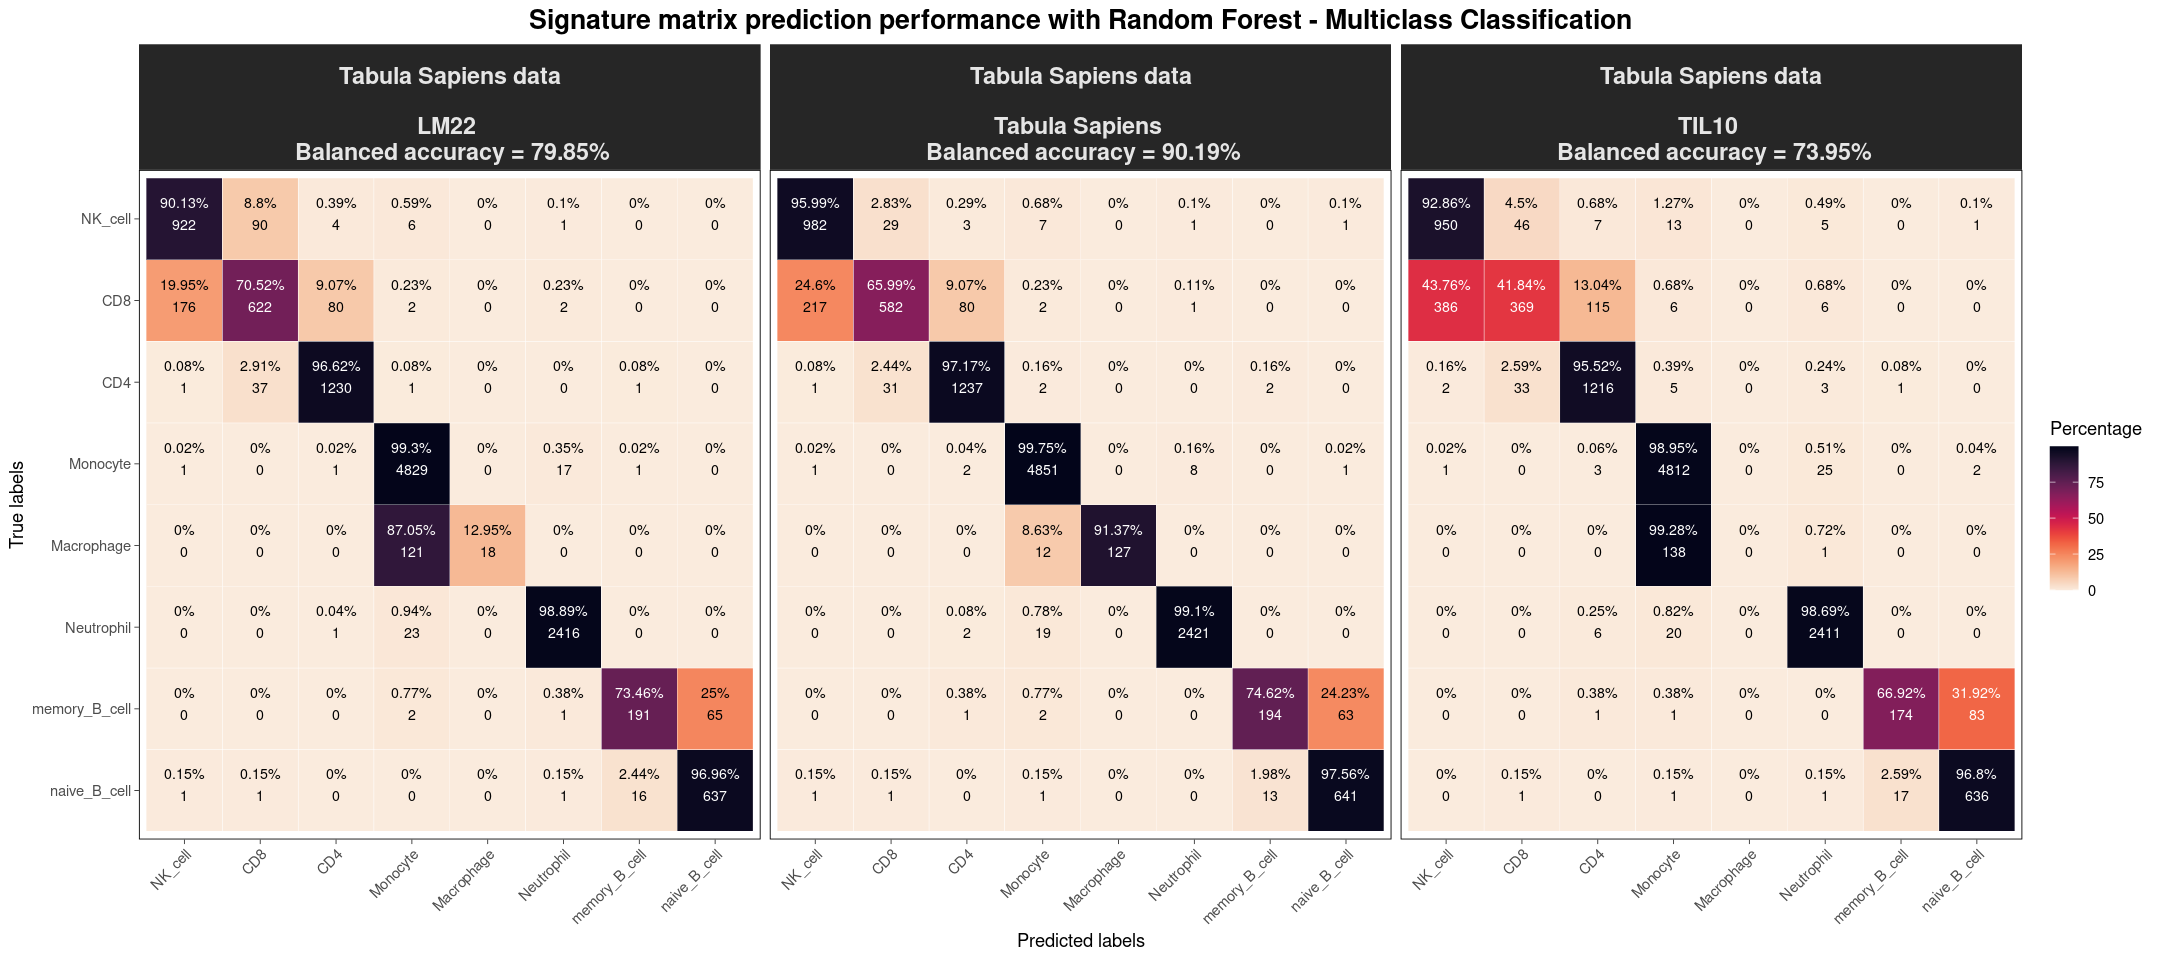 Signature matrix prediction performance with Random Forest - Multiclass Classification
Tabula Sapiens data
LM22
Balanced accuracy = 79.85%
Tabula Sapiens data
Tabula Sapiens
Balanced accuracy = 90.19%
Tabula Sapiens data
TIL10
Balanced accuracy = 73.95%
True labels
NK_cell
90.13% 8.8% 0.39% 0.59% 0% 0.1% 0% 0%
922 90 4 6 0 1 0 0
95.99% 2.83% 0.29% 0.68% 0% 0.1% 0% 0.1%
982 29 3 7 0 1 0 1
92.86% 4.5% 0.68% 1.27% 0% 0.49% 0% 0.1%
950 46 7 13 0 5 0 1
CD8
19.95% 70.52% 9.07% 0.23% 0% 0.23% 0% 0%
176 622 80 2 0 2 0 0
24.6% 65.99% 9.07% 0.23% 0% 0.11% 0% 0%
217 582 80 2 0 1 0 0
43.76% 41.84% 13.04% 0.68% 0% 0.68% 0% 0%
386 369 115 6 0 6 0 0
CD4
0.08% 2.91% 96.62% 0.08% 0% 0% 0.08% 0%
1 37 1230 1 0 0 1 0
0.08% 2.44% 97.17% 0.16% 0% 0% 0.16% 0%
1 31 1237 2 0 0 2 0
0.16% 2.59% 95.52% 0.39% 0% 0.24% 0.08% 0%
2 33 1216 5 0 3 1 0
Monocyte
0.02% 0% 0.02% 99.3% 0% 0.35% 0.02% 0%
1 0 1 4829 0 17 1 0
0.02% 0% 0.04% 99.75% 0% 0.16% 0% 0.02%
1 0 2 4851 0 8 0 1
0.02% 0% 0.06% 98.95% 0% 0.51% 0% 0.04%
1 0 3 4812 0 25 0 2
Macrophage
0% 0% 0% 87.05% 12.95% 0% 0% 0%
0 0 0 121 18 0 0 0
0% 0% 0% 8.63% 91.37% 0% 0% 0%
0 0 0 12 127 0 0 0
0% 0% 0% 99.28% 0% 0.72% 0% 0%
0 0 0 138 0 1 0 0
Neutrophil
0% 0% 0.04% 0.94% 0% 98.89% 0% 0%
0 0 1 23 0 2416 0 0
0% 0% 0.08% 0.78% 0% 99.1% 0% 0%
0 0 2 19 0 2421 0 0
0% 0% 0.25% 0.82% 0% 98.69% 0% 0%
0 0 6 20 0 2411 0 0
memory_B_cell
0% 0% 0% 0.77% 0% 0.38% 73.46% 25%
0 0 0 2 0 1 191 65
0% 0% 0.38% 0.77% 0% 0% 74.62% 24.23%
0 0 1 2 0 0 194 63
0% 0% 0.38% 0.38% 0% 0% 66.92% 31.92%
0 0 1 1 0 0 174 83
naive_B_cell
0.15% 0.15% 0% 0% 0% 0.15% 2.44% 96.96%
1 1 0 0 0 1 16 637
0.15% 0.15% 0% 0.15% 0% 0% 1.98% 97.56%
1 1 0 1 0 0 13 641
0% 0.15% 0% 0.15% 0% 0.15% 2.59% 96.8%
0 1 0 1 0 1 17 636
NK_cell CD8 CD4 Monocyte Macrophage Neutrophil memory_B_cell naive_B_cell
NK_cell CD8 CD4 Monocyte Macrophage Neutrophil memory_B_cell naive_B_cell
NK_cell CD8 CD4 Monocyte Macrophage Neutrophil memory_B_cell naive_B_cell
Predicted labels
Percentage
75
50
25
0